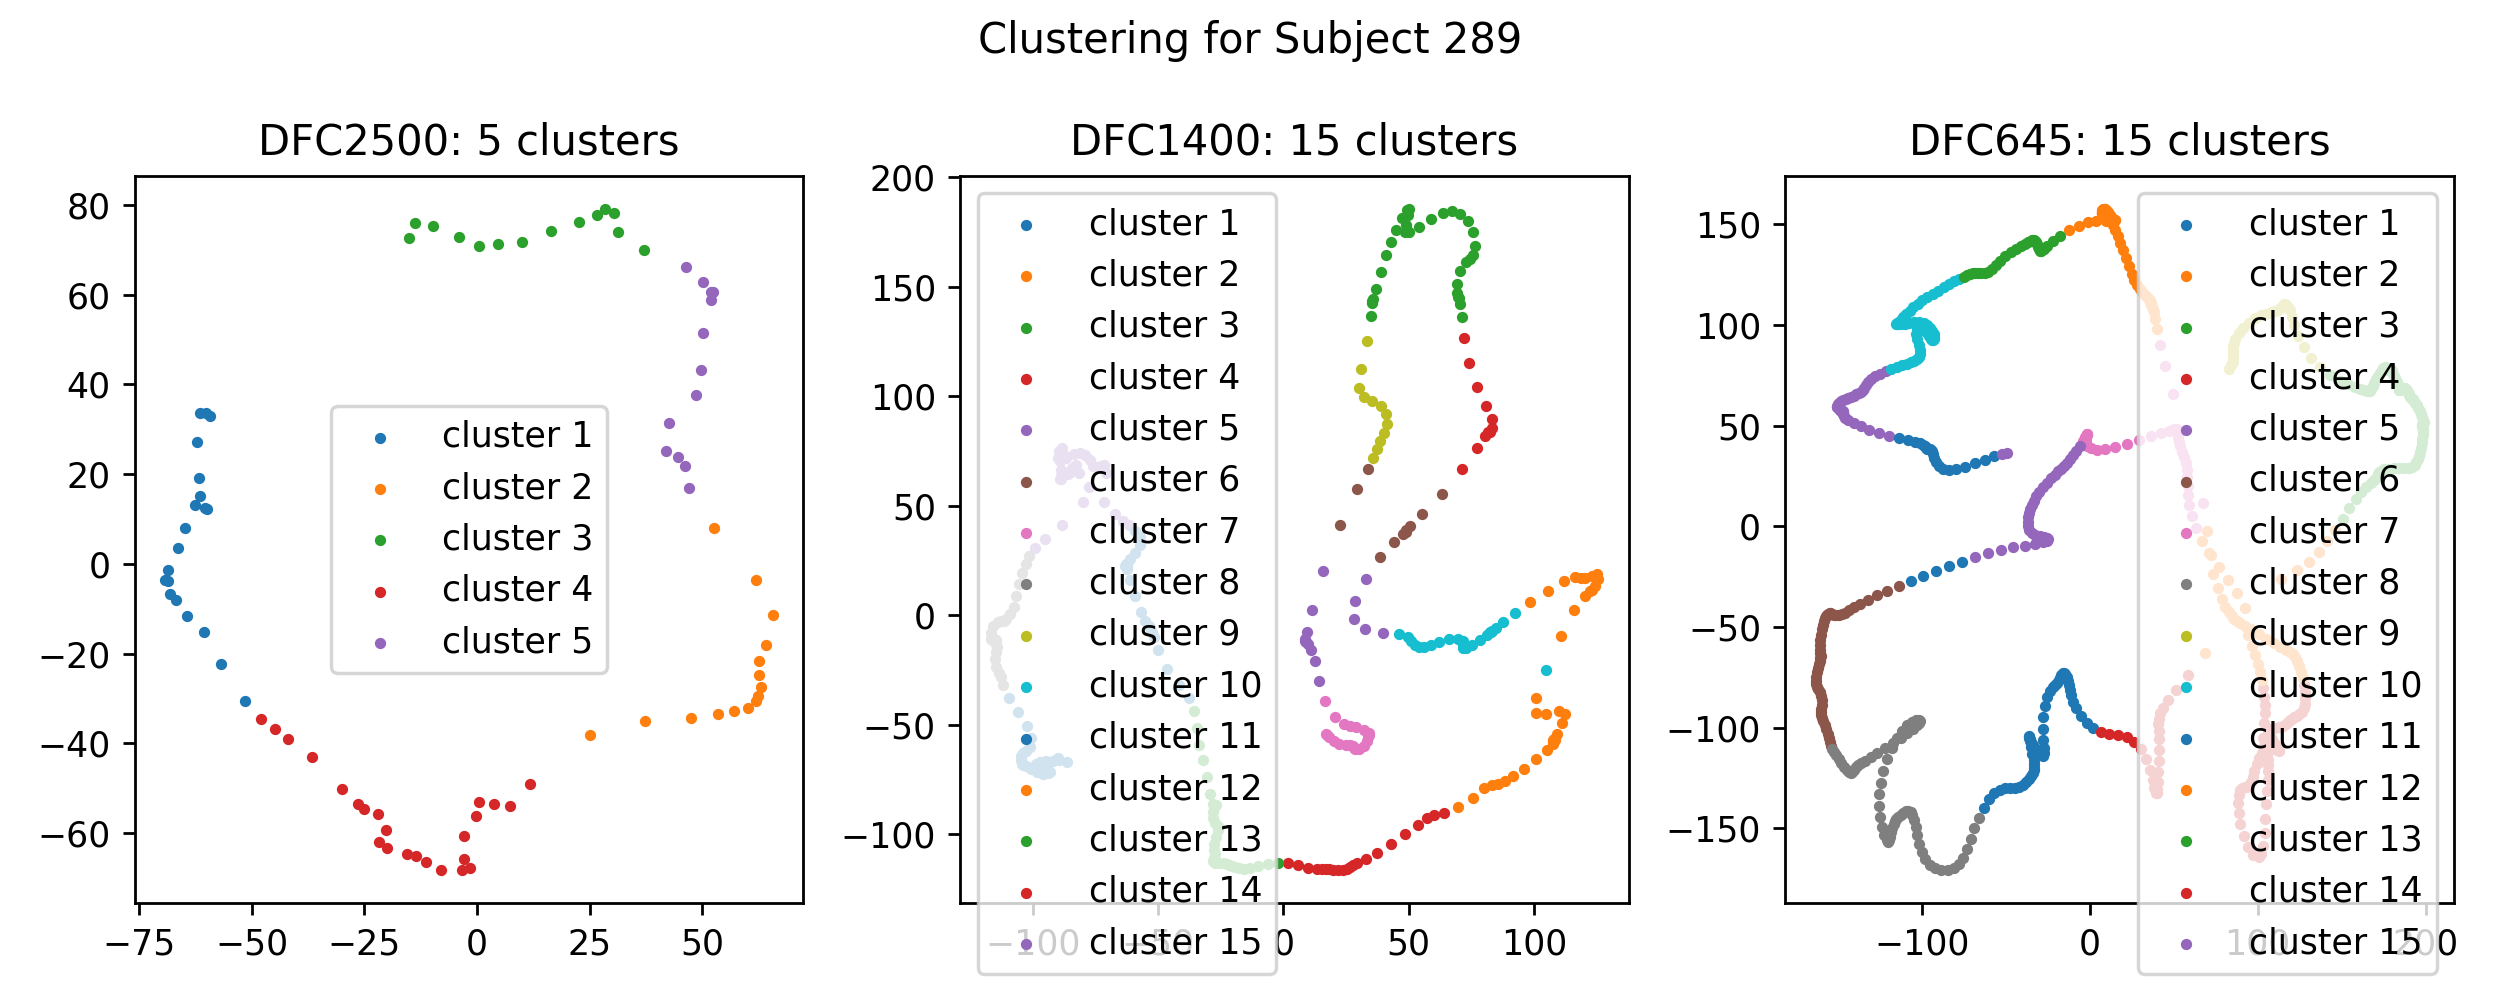 Clustering for Subject 289
DFC2500: 5 clusters
80
60
40
20
0
−20
−40
−60
−75
−50
−25
0
25
50
cluster 1
cluster 2
cluster 3
cluster 4
cluster 5
DFC1400: 15 clusters
200
150
100
50
0
−50
−100
−100
−50
0
50
100
cluster 1
cluster 2
cluster 3
cluster 4
cluster 5
cluster 6
cluster 7
cluster 8
cluster 9
cluster 10
cluster 11
cluster 12
cluster 13
cluster 14
cluster 15
DFC645: 15 clusters
150
100
50
0
−50
−100
−150
−100
0
100
200
cluster 1
cluster 2
cluster 3
cluster 4
cluster 5
cluster 6
cluster 7
cluster 8
cluster 9
cluster 10
cluster 11
cluster 12
cluster 13
cluster 14
cluster 15